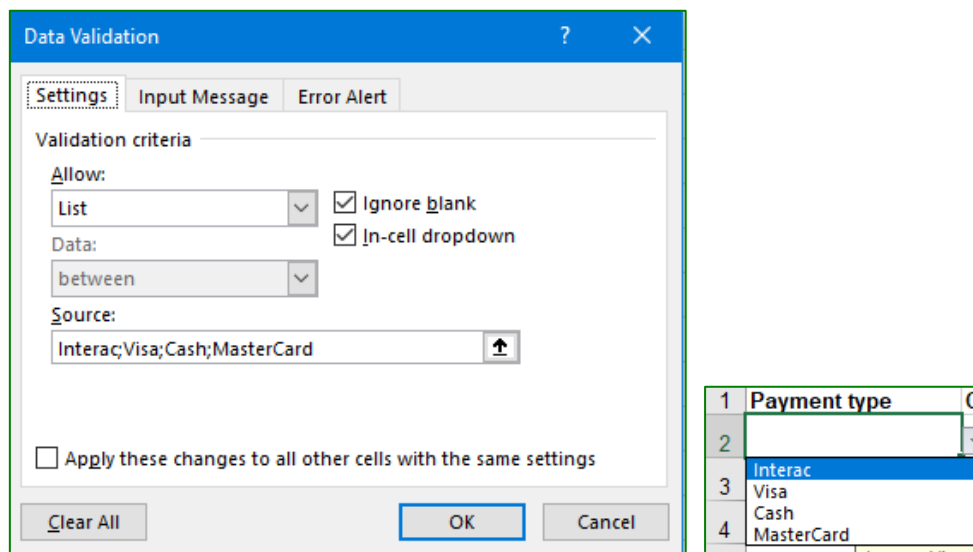 Data Validation ? ×
Settings Input Message Error Alert
Validation criteria
Allow:
List
Ignore blank
In-cell dropdown
Data:
between
Source:
Interac;Visa;Cash;MasterCard
Apply these changes to all other cells with the same settings
Clear All OK Cancel
1 Payment type
2
Interac
3 Visa
Cash
4 MasterCard